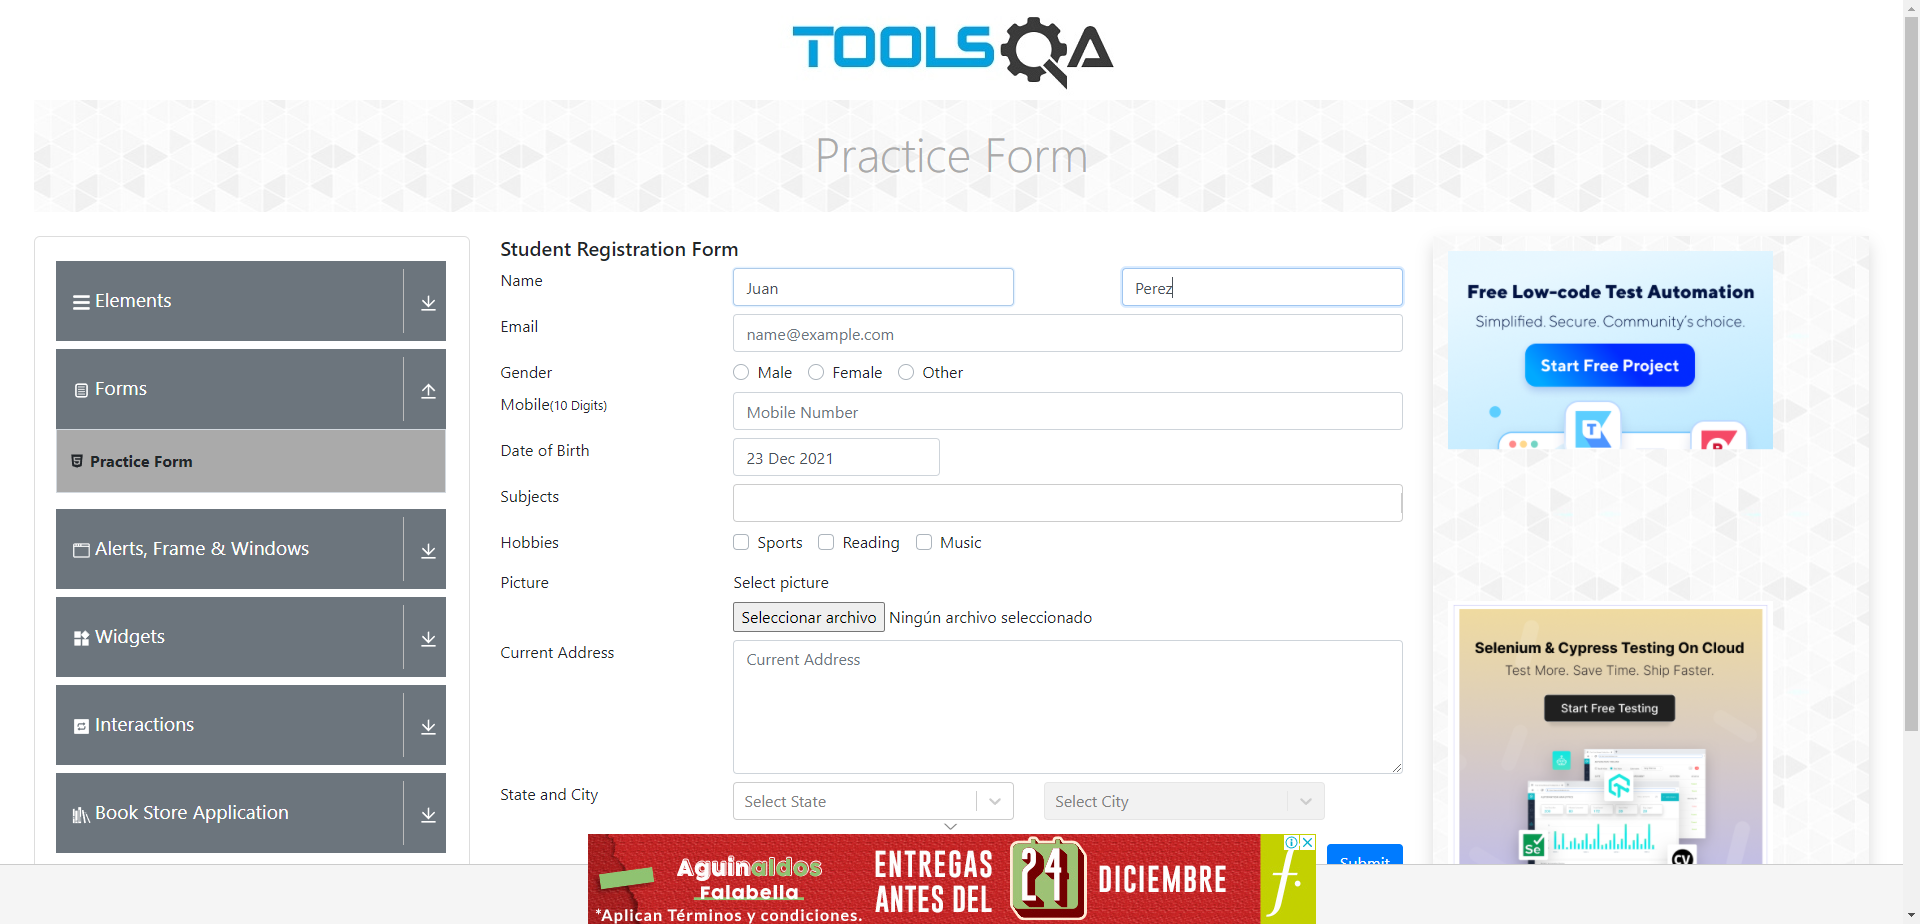 TOOLSQA
Practice Form
Elements
Forms
Practice Form
Alerts, Frame & Windows
Widgets
Interactions
Book Store Application
Student Registration Form
Name
Juan
Perez
Email
name@example.com
Gender
Male
Female
Other
Mobile(10 Digits)
Mobile Number
Date of Birth
23 Dec 2021
Subjects
Hobbies
Sports
Reading
Music
Picture
Select picture
Seleccionar archivo
Ningún archivo seleccionado
Current Address
Current Address
State and City
Select State
Select City
Submit
Free Low-code Test Automation
Simplified. Secure. Community's choice.
Start Free Project
T
Selenium & Cypress Testing On Cloud
Test More. Save Time. Ship Faster.
Start Free Testing
Se
cy
Aguinaldos
Falabella
*Aplican Términos y condiciones.
ENTREGAS
ANTES DEL
24
DICIEMBRE
f.